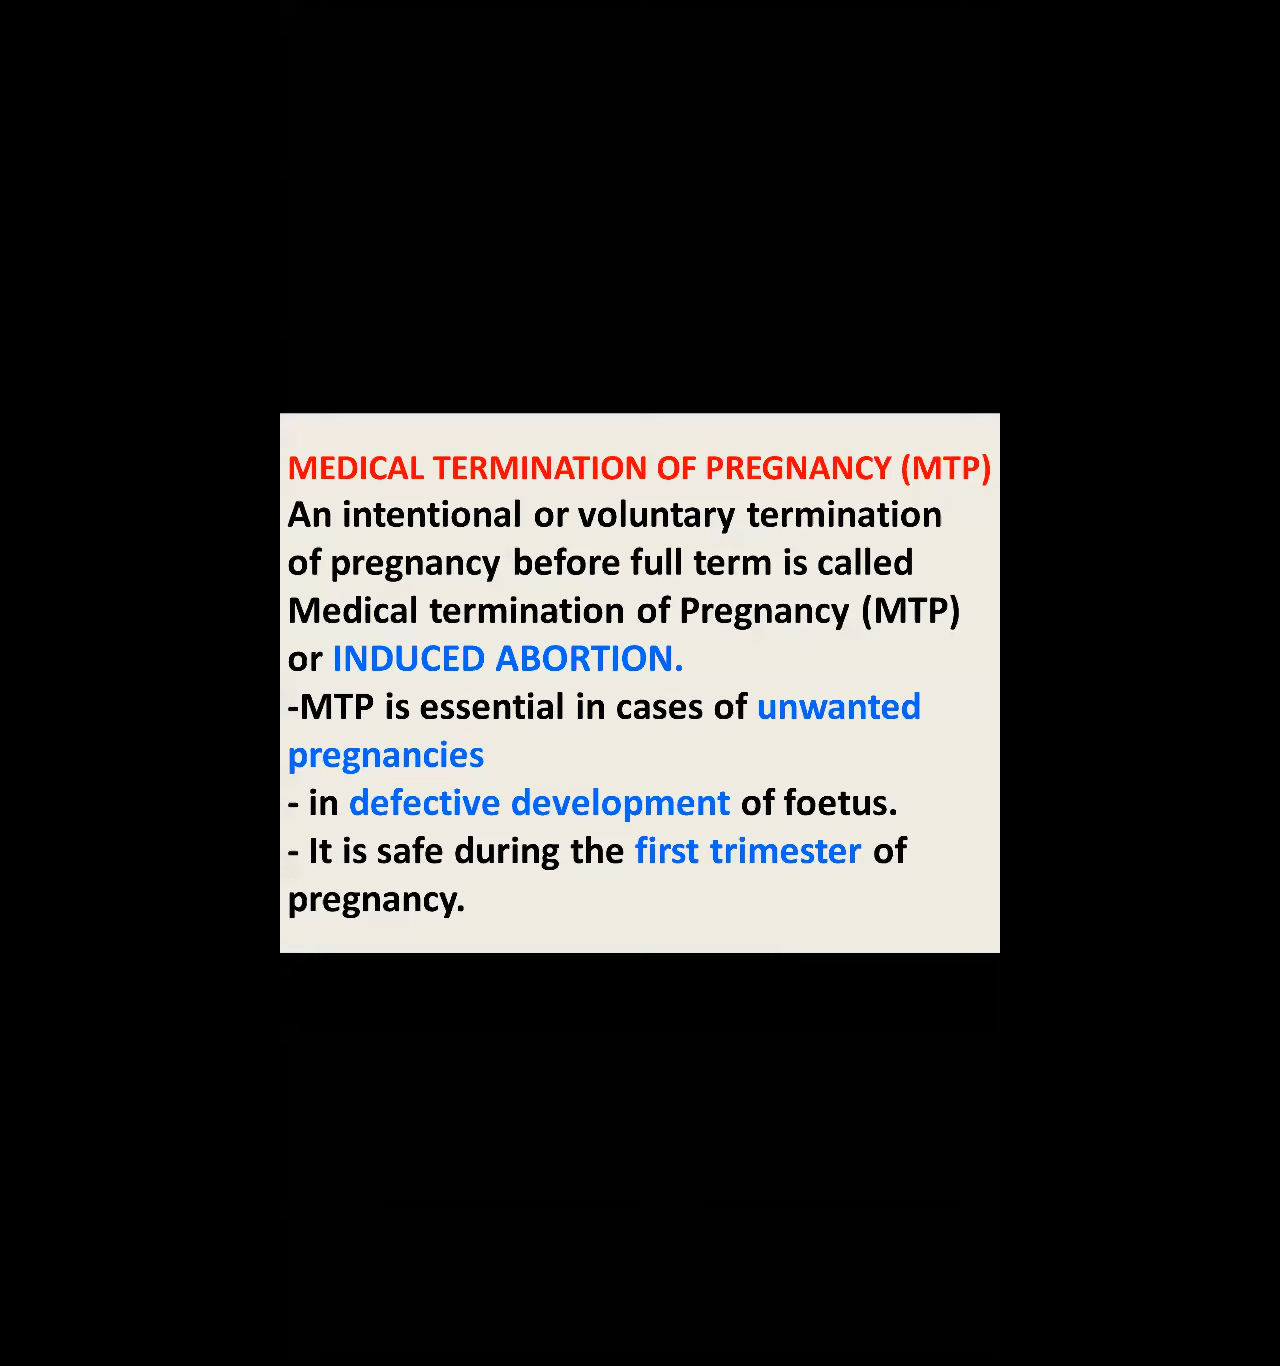 MEDICAL TERMINATION OF PREGNANCY (MTP)
An intentional or voluntary termination
of pregnancy before full term is called
Medical termination of Pregnancy (MTP)
or INDUCED ABORTION.
-MTP is essential in cases of unwanted
pregnancies
- in defective development of foetus.
- It is safe during the first trimester of
pregnancy.